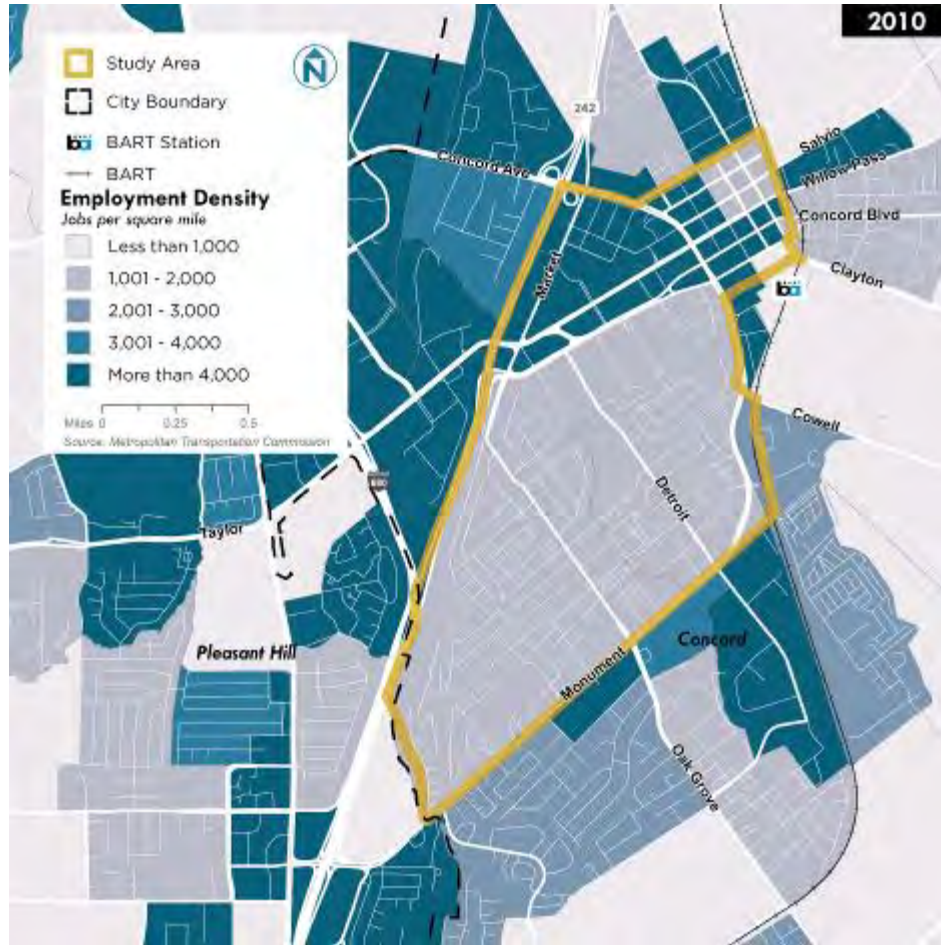 2010
Study Area
N
City Boundary
BART Station
BART
Employment Density
Jobs per square mile
Less than 1,000
1,001 - 2,000
2,001 - 3,000
3,001 - 4,000
More than 4,000
Miles 0 0.25 0.5
Source: Metropolitan Transportation Commission
242
Concord Ave
Salvio
Willow Pass
Concord Blvd
Clayton
ba
Market
Cowell
680
Detroit
Taylor
Pleasant Hill
Concord
Monument
Oak Grove